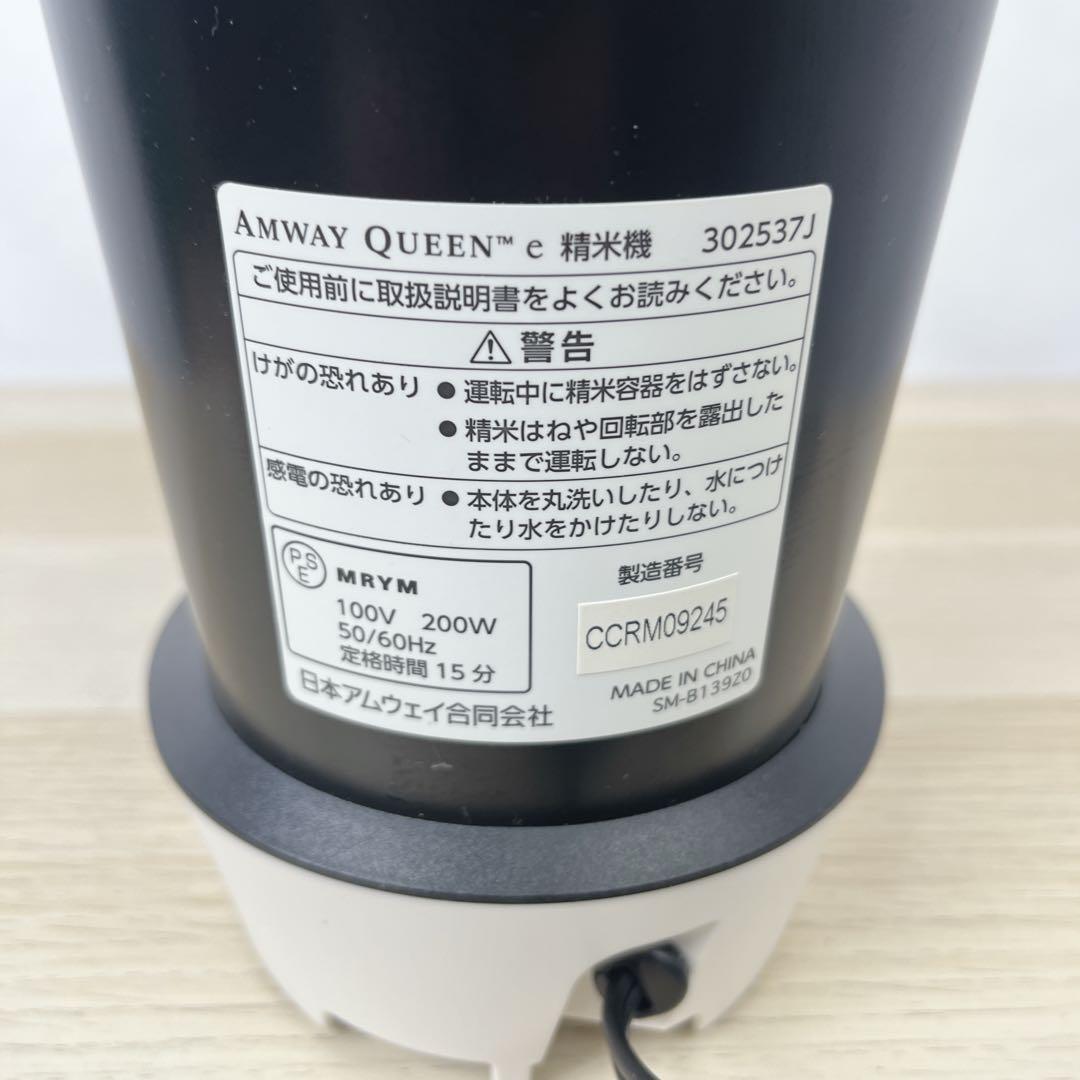 AMWAY QUEEN™ e 精米機 302537J
ご使用前に取扱説明書をよくお読みください。
⚠警告
けがの恐れあり ●運転中に精米容器をはずさない。
●精米はねや回転部を露出した
ままで運転しない。
感電の恐れあり ●本体を丸洗いしたり、水につけ
たり水をかけたりしない。
PSE MRYM
100V 200W
50/60Hz
定格時間 15 分
日本アムウェイ合同会社
製造番号
CCRM09245
MADE IN CHINA
SM-B139Z0